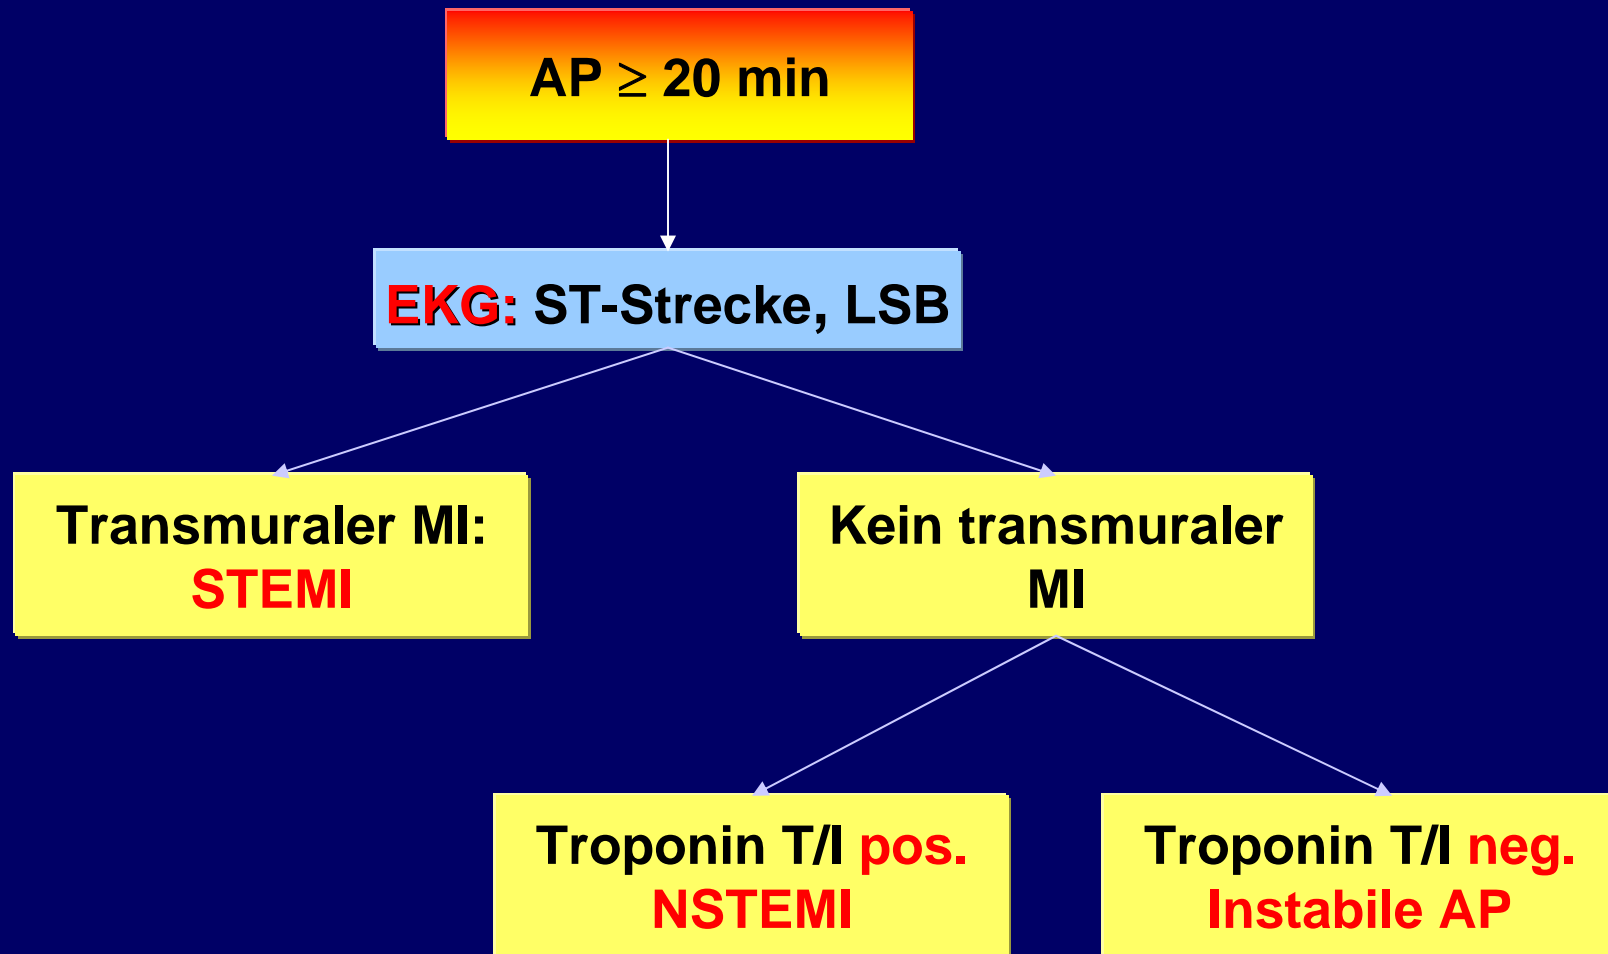 AP ≥ 20 min
EKG: ST-Strecke, LSB
Transmuraler MI:
STEMI
Kein transmuraler
MI
Troponin T/I pos.
NSTEMI
Troponin T/I neg.
Instabile AP